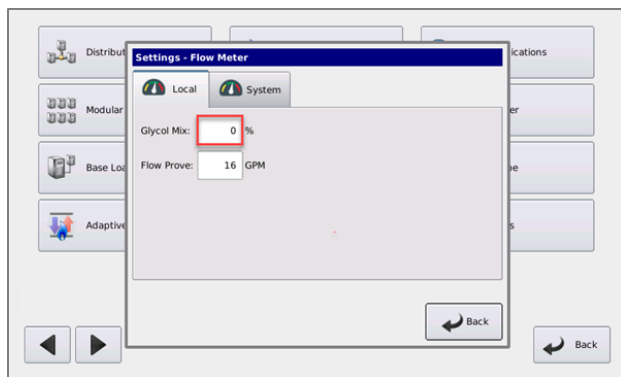 Distribut
ications
Settings - Flow Meter
Local
System
Modular
er
Glycol Mix:
0
%
Base Loa
Flow Prove:
16
GPM
pe
Adaptive
s
Back
Back